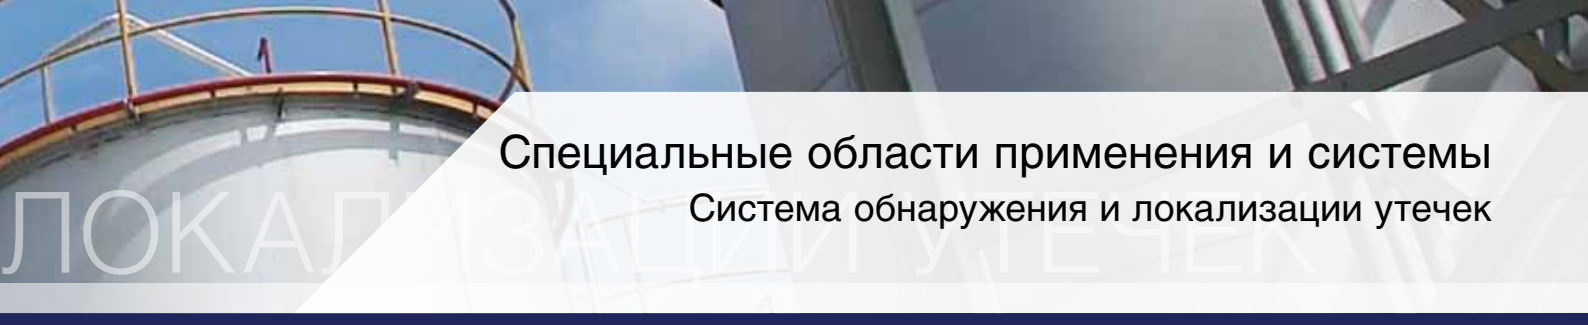 Специальные области применения и системы
Система обнаружения и локализации утечек
ЛОКАЛИЗАЦИИ УТЕЧЕК